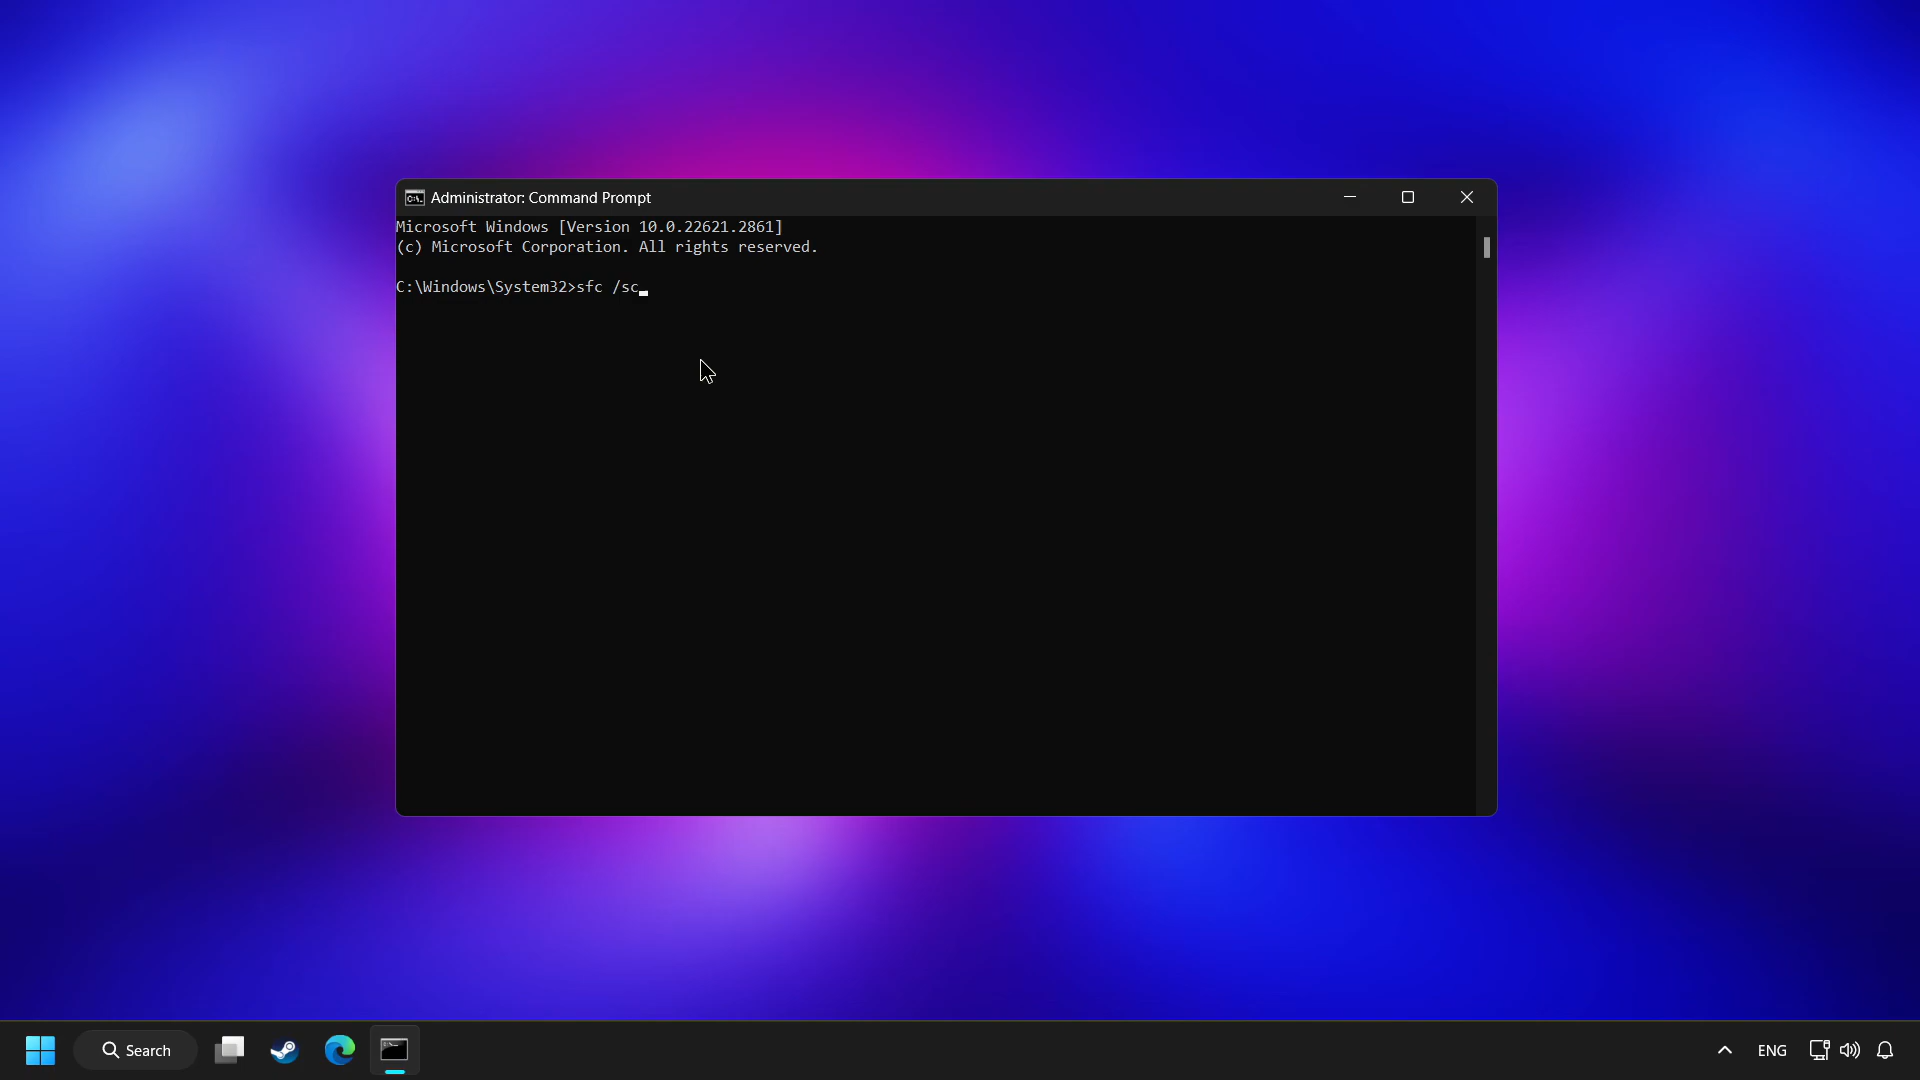 Administrator: Command Prompt
Microsoft Windows [Version 10.0.22621.2861]
(c) Microsoft Corporation. All rights reserved.
C:\Windows\System32>sfc /sc
Search
ENG